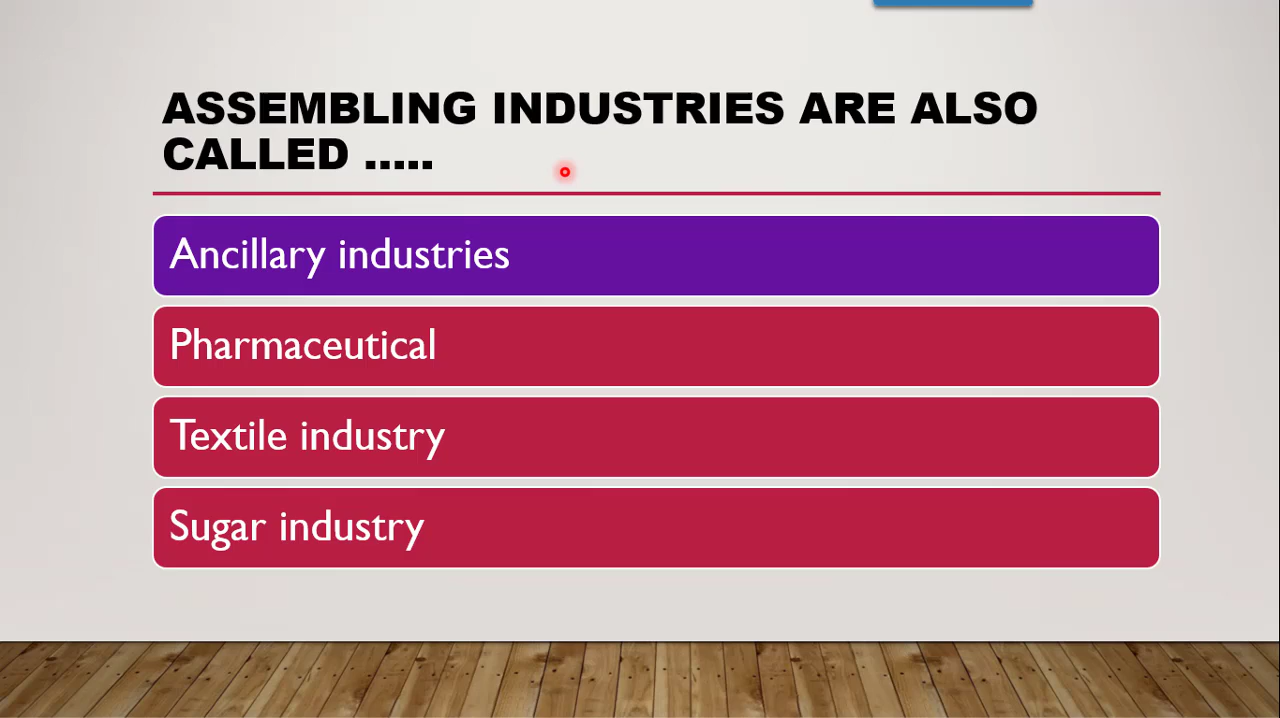 ASSEMBLING INDUSTRIES ARE ALSO
CALLED .....
Ancillary industries
Pharmaceutical
Textile industry
Sugar industry